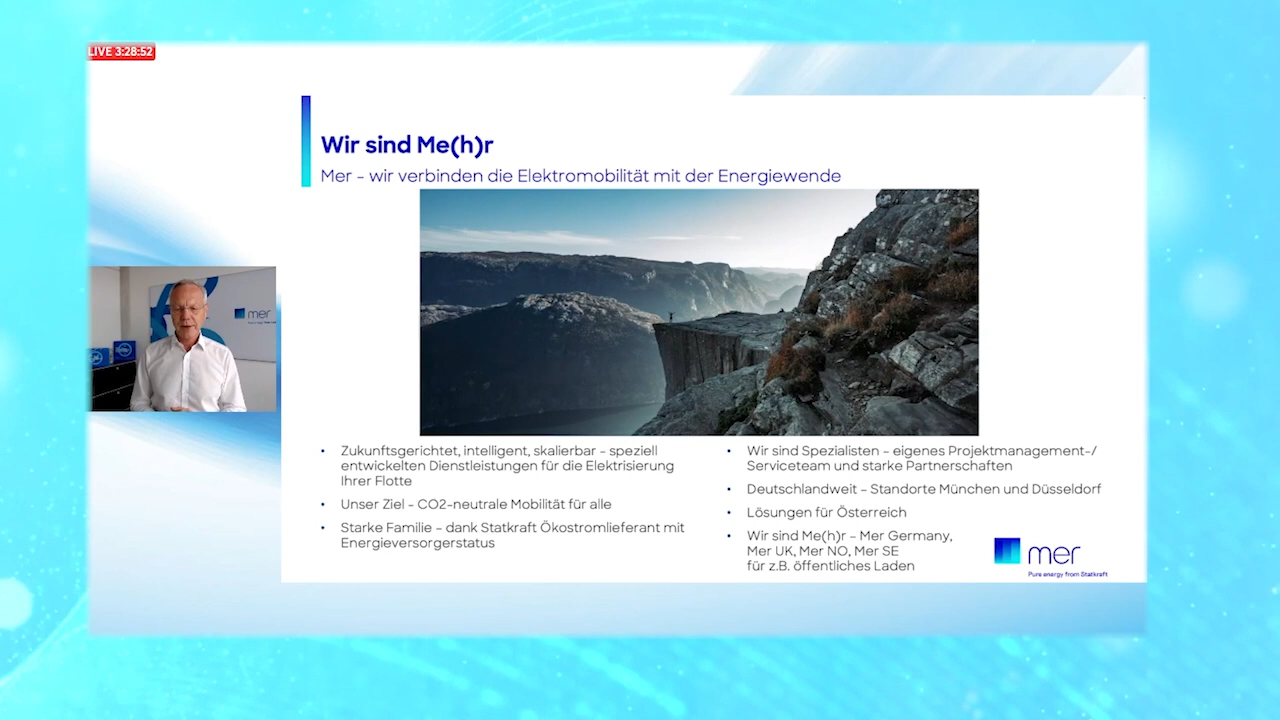 LIVE 3:28:52
Wir sind Me(h)r
Mer - wir verbinden die Elektromobilität mit der Energiewende
mer
• Zukunftsgerichtet, intelligent, skalierbar – speziell
entwickelten Dienstleistungen für die Elektrisierung
Ihrer Flotte
• Unser Ziel – CO2-neutrale Mobilität für alle
• Starke Familie – dank Statkraft Ökostromlieferant mit
Energieversorgerstatus
• Wir sind Spezialisten – eigenes Projektmanagement-/
Serviceteam und starke Partnerschaften
• Deutschlandweit – Standorte München und Düsseldorf
• Lösungen für Österreich
• Wir sind Me(h)r – Mer Germany,
Mer UK, Mer NO, Mer SE
für z.B. öffentliches Laden
mer
Pure energy from Statkraft